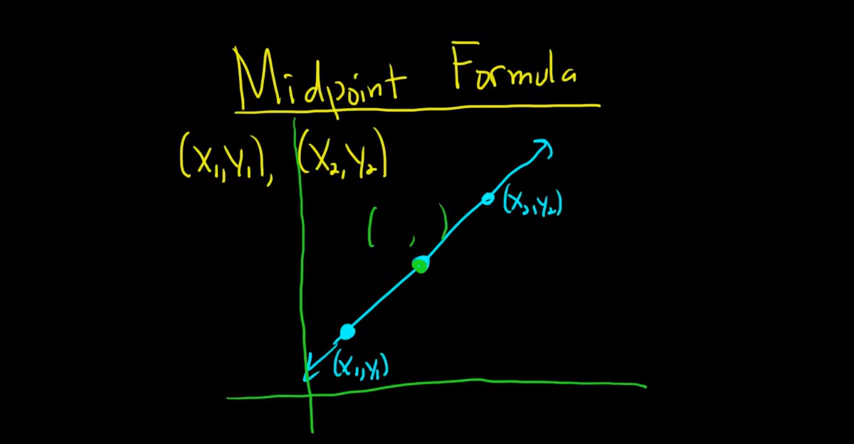 Midpoint Formula
(X₁,Y₁), (X₂,Y₂)
(X₂,Y₂)
( , )
(X₁,Y₁)